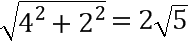 √(4² + 2²) = 2√5